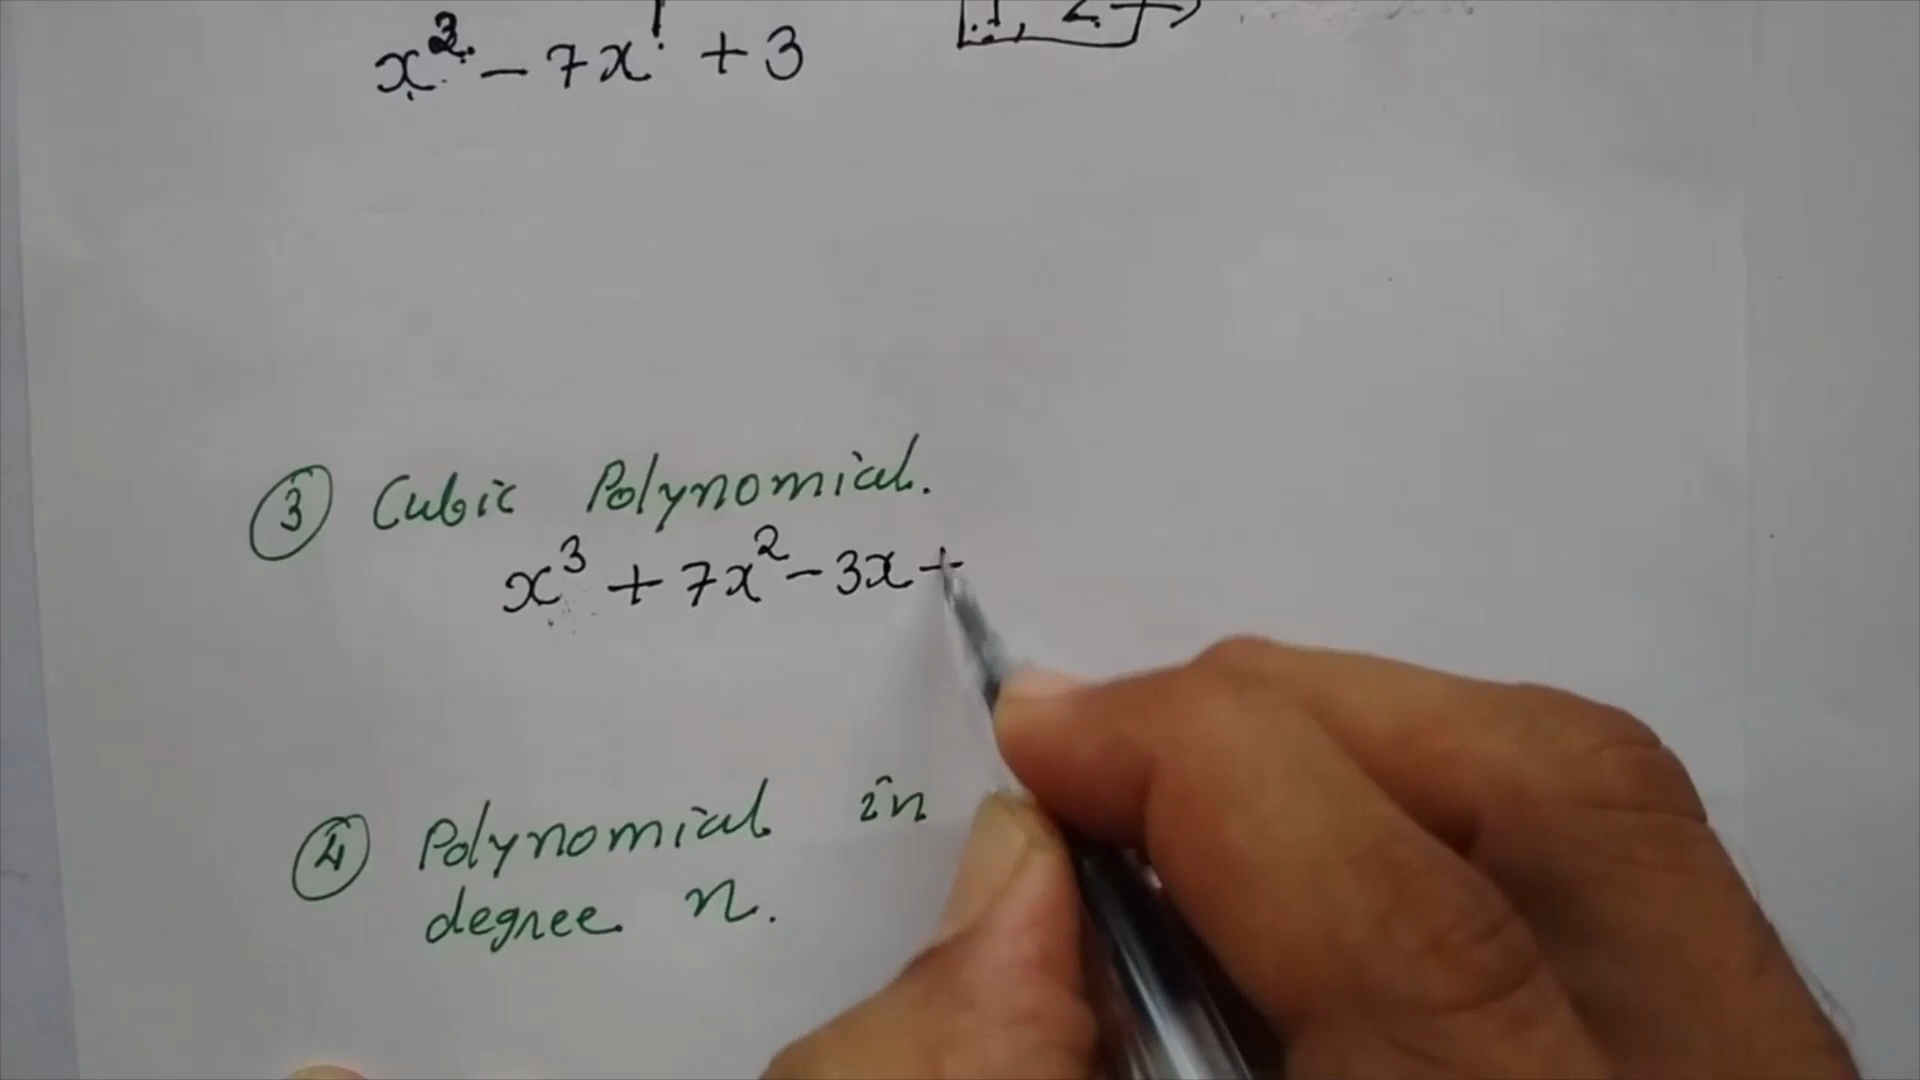 x² - 7x¹ + 3
③ Cubic Polynomial.
x³ + 7x² - 3x +
④ Polynomial in
degree n.